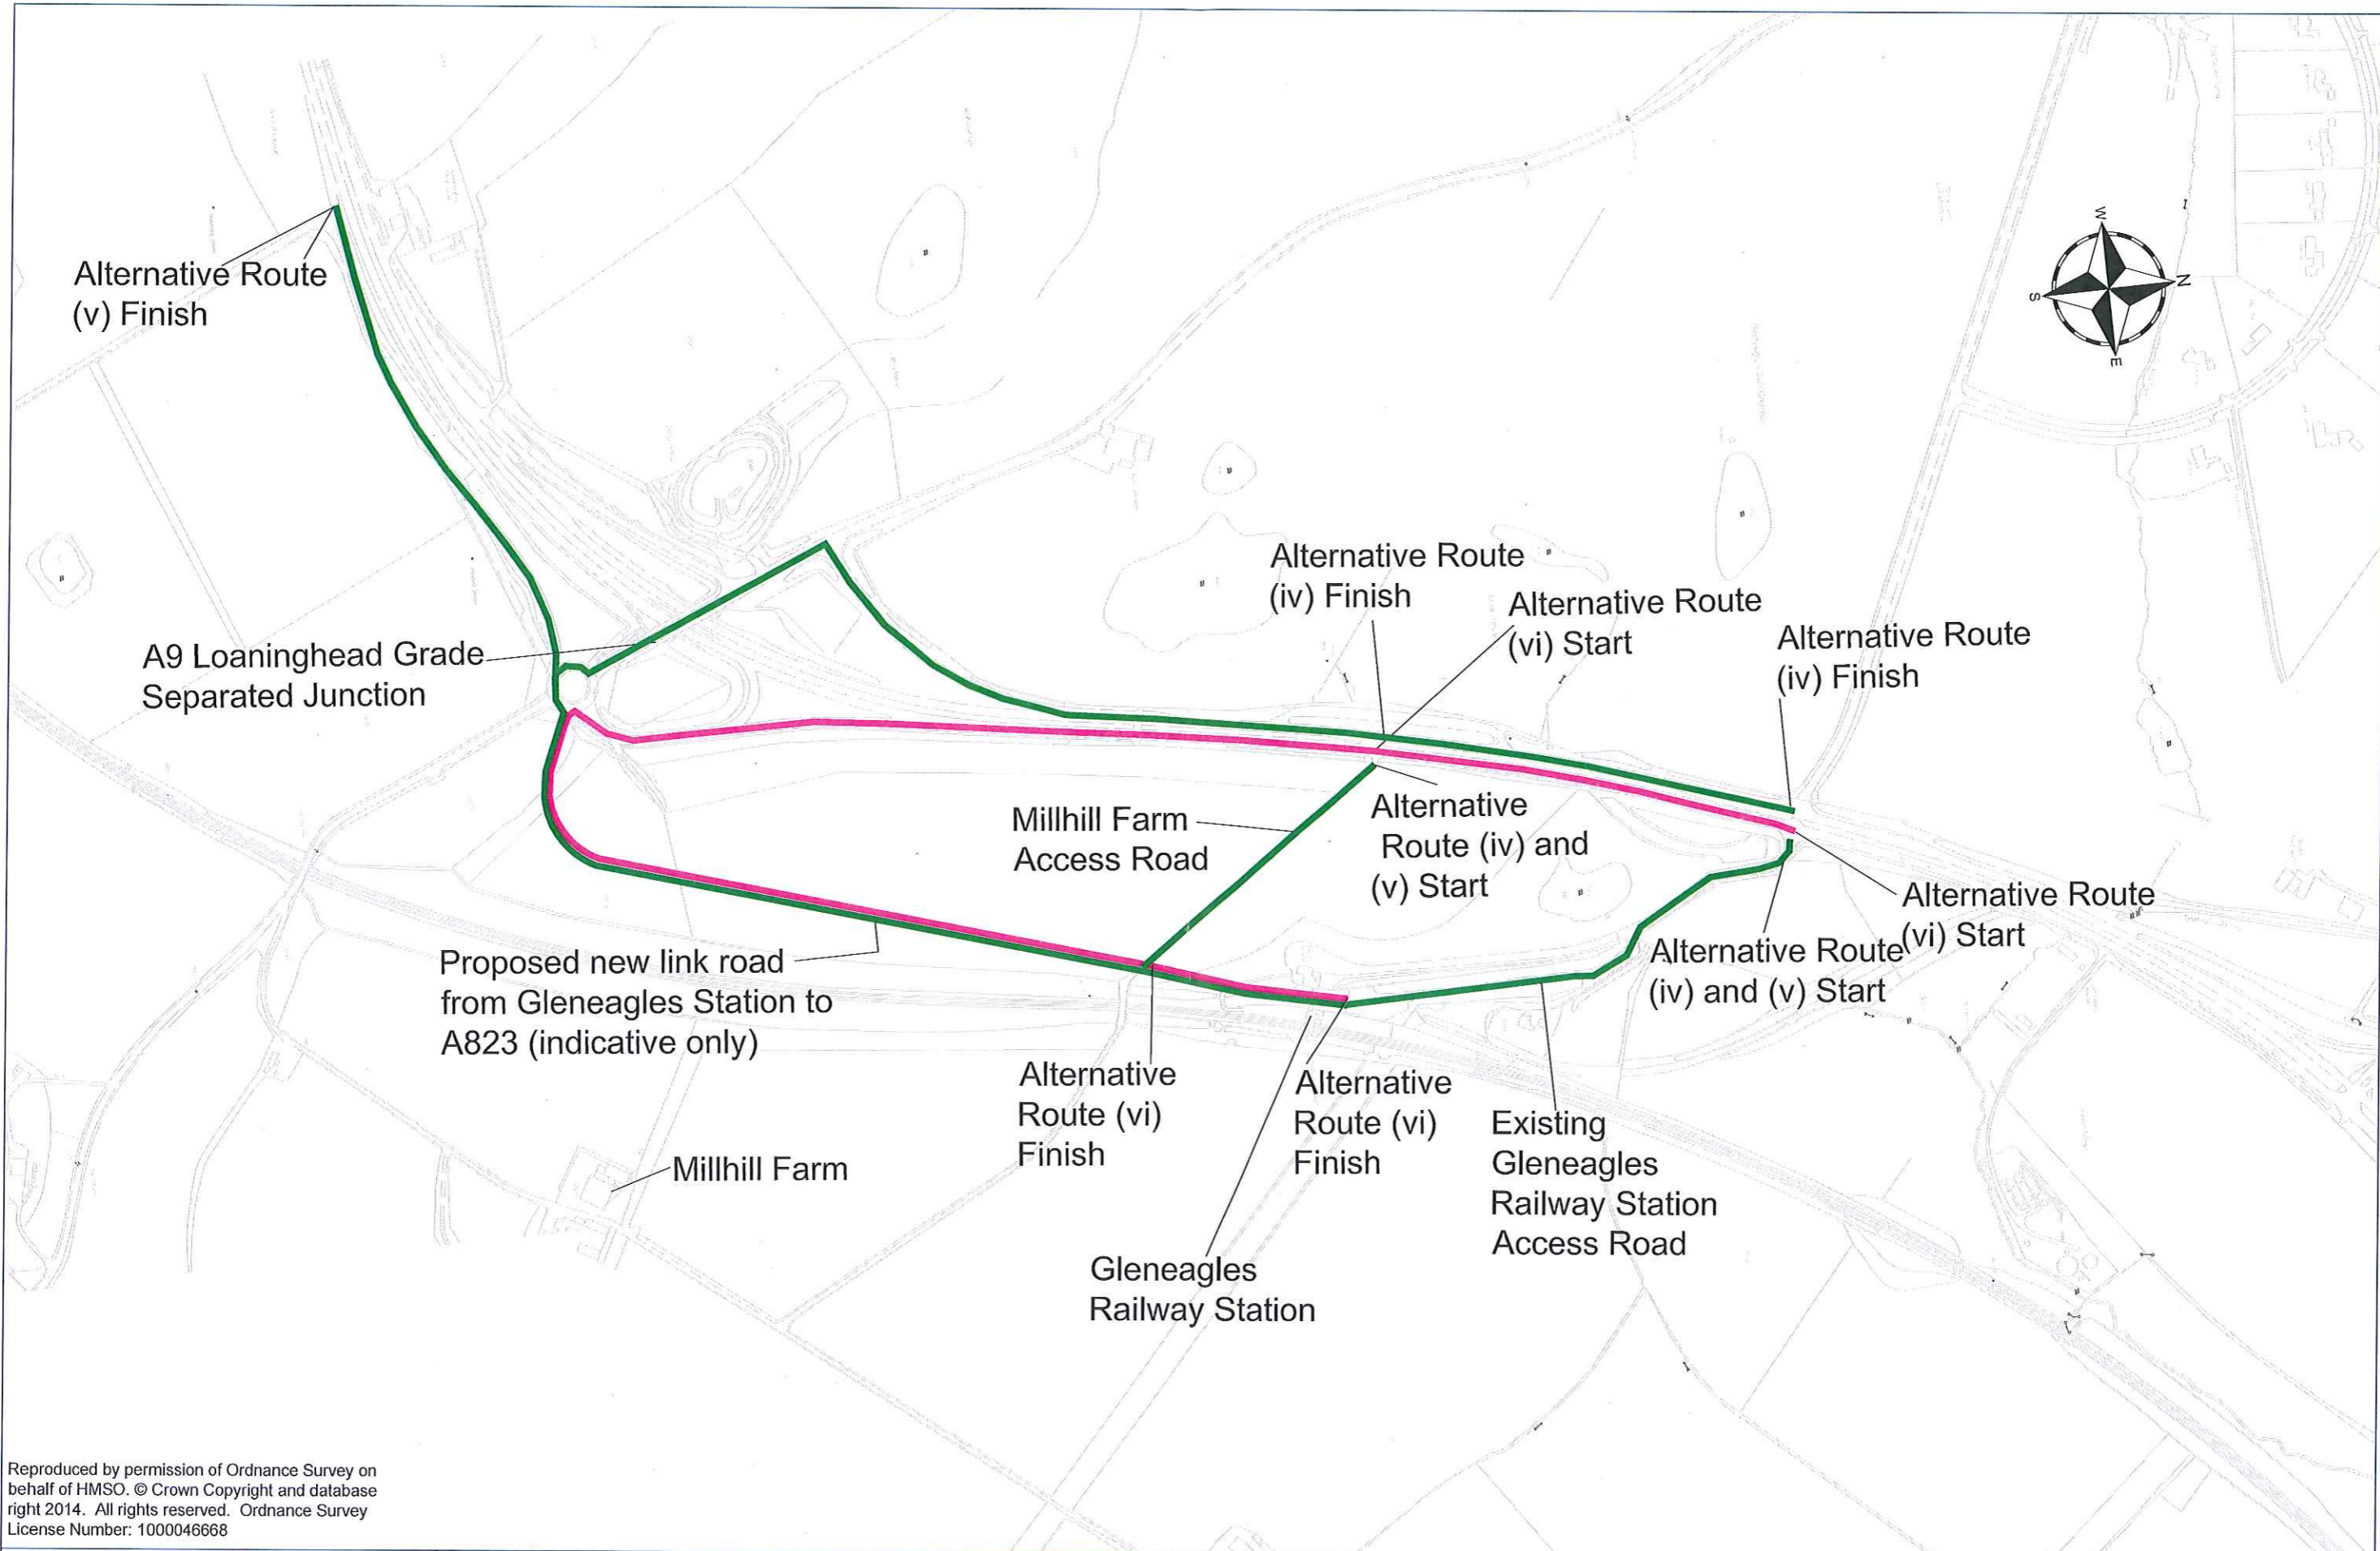 W
N
S
E
Alternative Route
(v) Finish
Alternative Route
(iv) Finish
Alternative Route
(vi) Start
Alternative Route
(iv) Finish
A9 Loaninghead Grade
Separated Junction
Millhill Farm
Access Road
Alternative
Route (iv) and
(v) Start
Alternative Route
(vi) Start
Alternative Route
(iv) and (v) Start
Proposed new link road
from Gleneagles Station to
A823 (indicative only)
Alternative
Route (vi)
Finish
Alternative
Route (vi)
Finish
Existing
Gleneagles
Railway Station
Access Road
Millhill Farm
Gleneagles
Railway Station
Reproduced by permission of Ordnance Survey on
behalf of HMSO. © Crown Copyright and database
right 2014. All rights reserved. Ordnance Survey
License Number: 1000046668